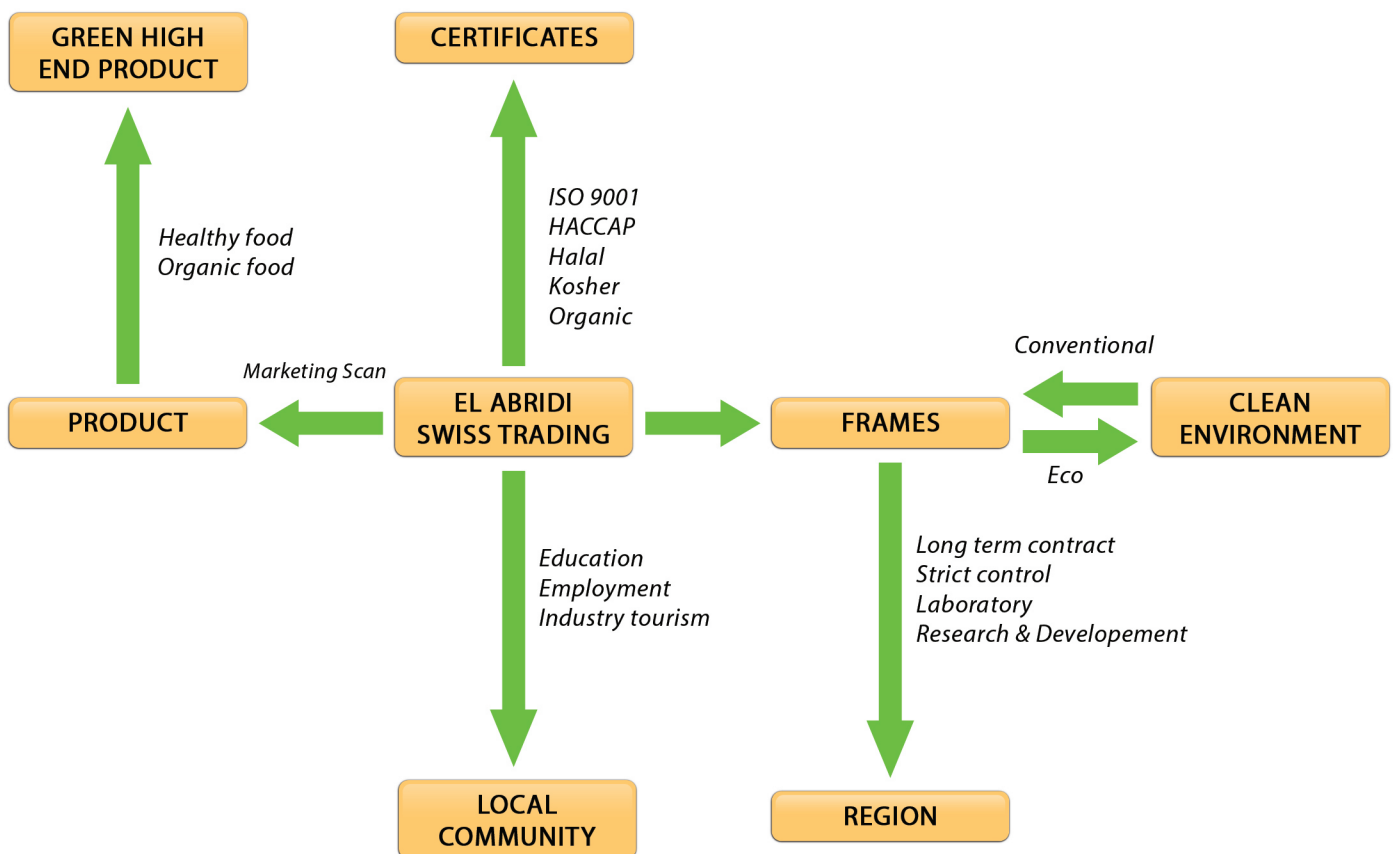 GREEN HIGH
END PRODUCT
CERTIFICATES
Healthy food
Organic food
ISO 9001
HACCAP
Halal
Kosher
Organic
Marketing Scan
PRODUCT
EL ABRIDI
SWISS TRADING
FRAMES
Conventional
Eco
CLEAN
ENVIRONMENT
Education
Employment
Industry tourism
Long term contract
Strict control
Laboratory
Research & Developement
LOCAL
COMMUNITY
REGION